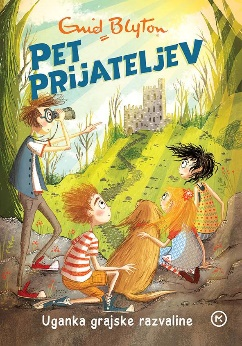 Enid Blyton
PET
PRIJATELJEV
Uganka grajske razvaline